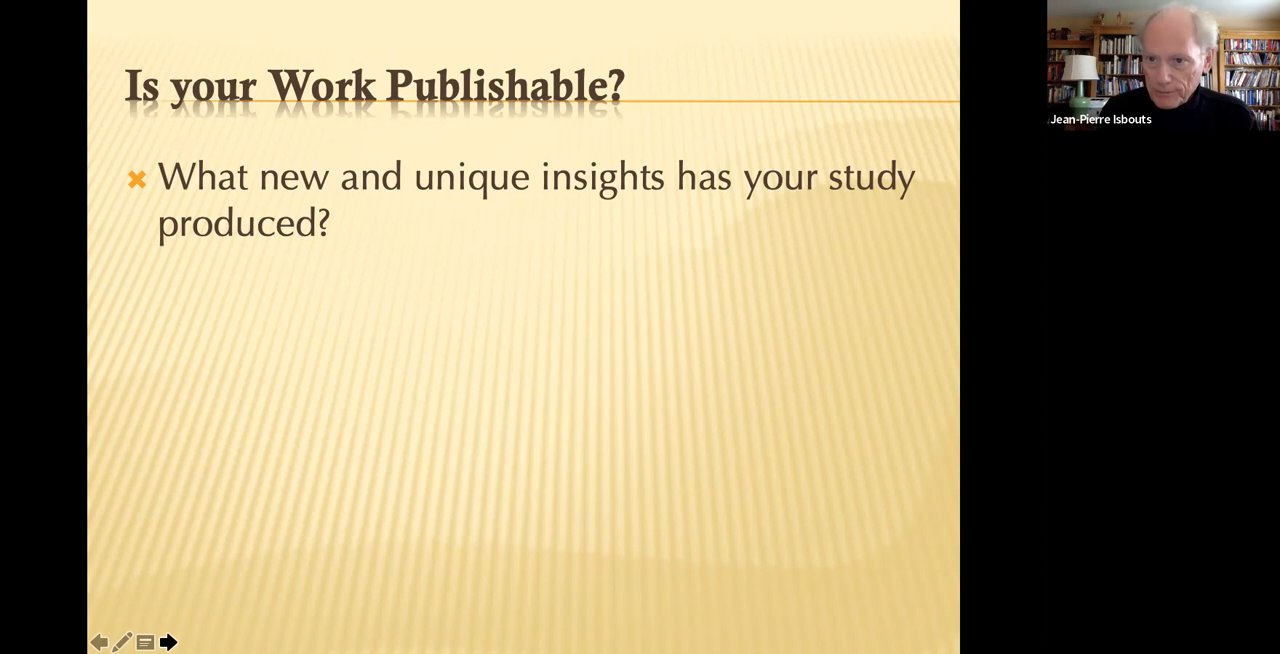 Is your Work Publishable?
What new and unique insights has your study
produced?
Jean-Pierre Isbouts